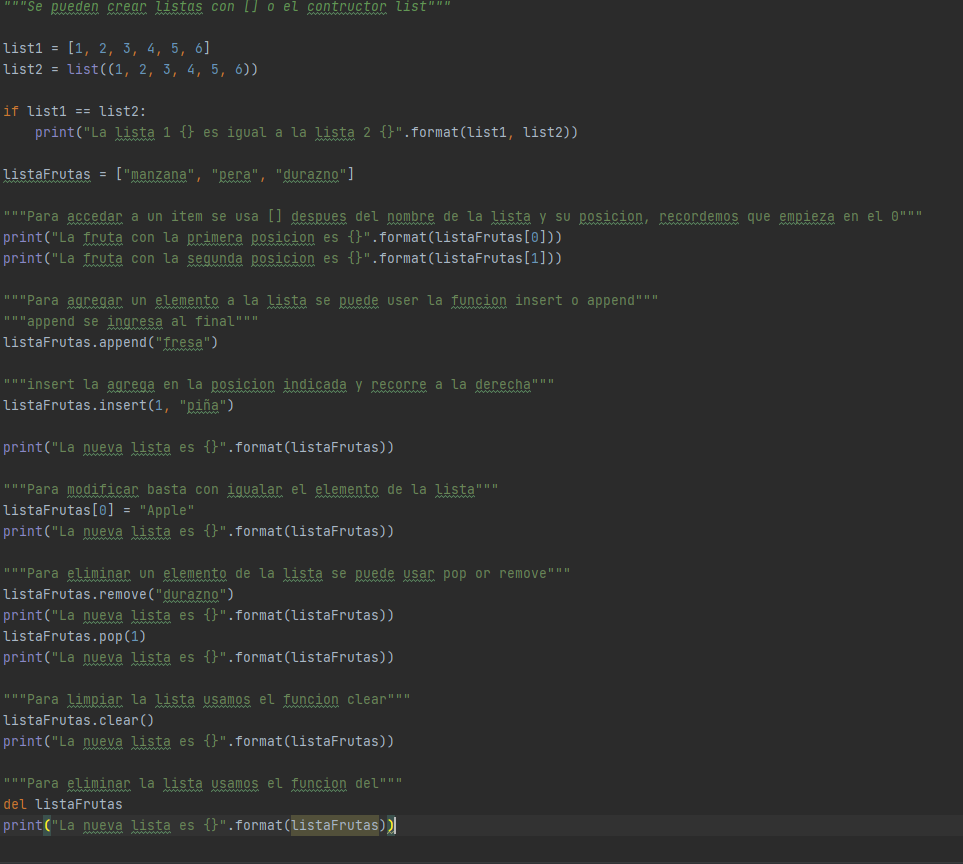 """Se pueden crear listas con [] o el contructor list"""
list1 = [1, 2, 3, 4, 5, 6]
list2 = list((1, 2, 3, 4, 5, 6))
if list1 == list2:
    print("La lista 1 {} es igual a la lista 2 {}".format(list1, list2))
listaFrutas = ["manzana", "pera", "durazno"]
"""Para accedar a un item se usa [] despues del nombre de la lista y su posicion, recordemos que empieza en el 0"""
print("La fruta con la primera posicion es {}".format(listaFrutas[0]))
print("La fruta con la segunda posicion es {}".format(listaFrutas[1]))
"""Para agregar un elemento a la lista se puede user la funcion insert o append"""
"""append se ingresa al final"""
listaFrutas.append("fresa")
"""insert la agrega en la posicion indicada y recorre a la derecha"""
listaFrutas.insert(1, "piña")
print("La nueva lista es {}".format(listaFrutas))
"""Para modificar basta con igualar el elemento de la lista"""
listaFrutas[0] = "Apple"
print("La nueva lista es {}".format(listaFrutas))
"""Para eliminar un elemento de la lista se puede usar pop or remove"""
listaFrutas.remove("durazno")
print("La nueva lista es {}".format(listaFrutas))
listaFrutas.pop(1)
print("La nueva lista es {}".format(listaFrutas))
"""Para limpiar la lista usamos el funcion clear"""
listaFrutas.clear()
print("La nueva lista es {}".format(listaFrutas))
"""Para eliminar la lista usamos el funcion del"""
del listaFrutas
print("La nueva lista es {}".format(listaFrutas))